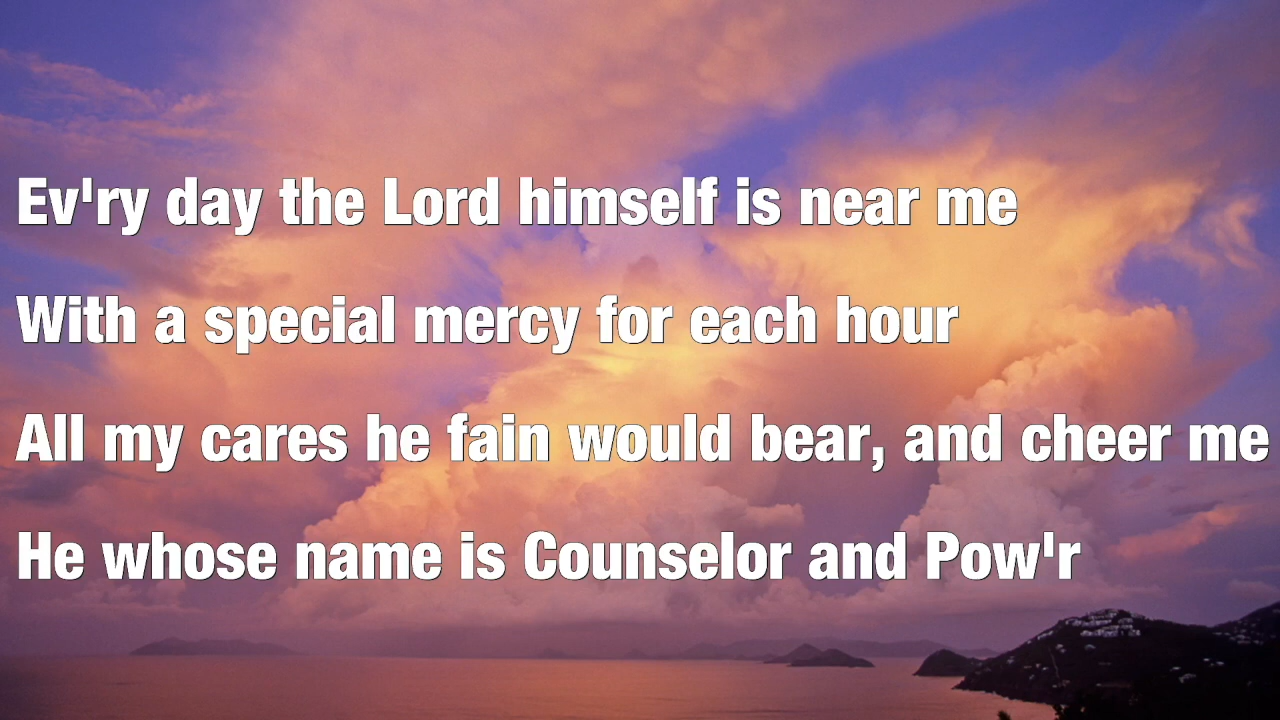 Ev'ry day the Lord himself is near me
With a special mercy for each hour
All my cares he fain would bear, and cheer me
He whose name is Counselor and Pow'r